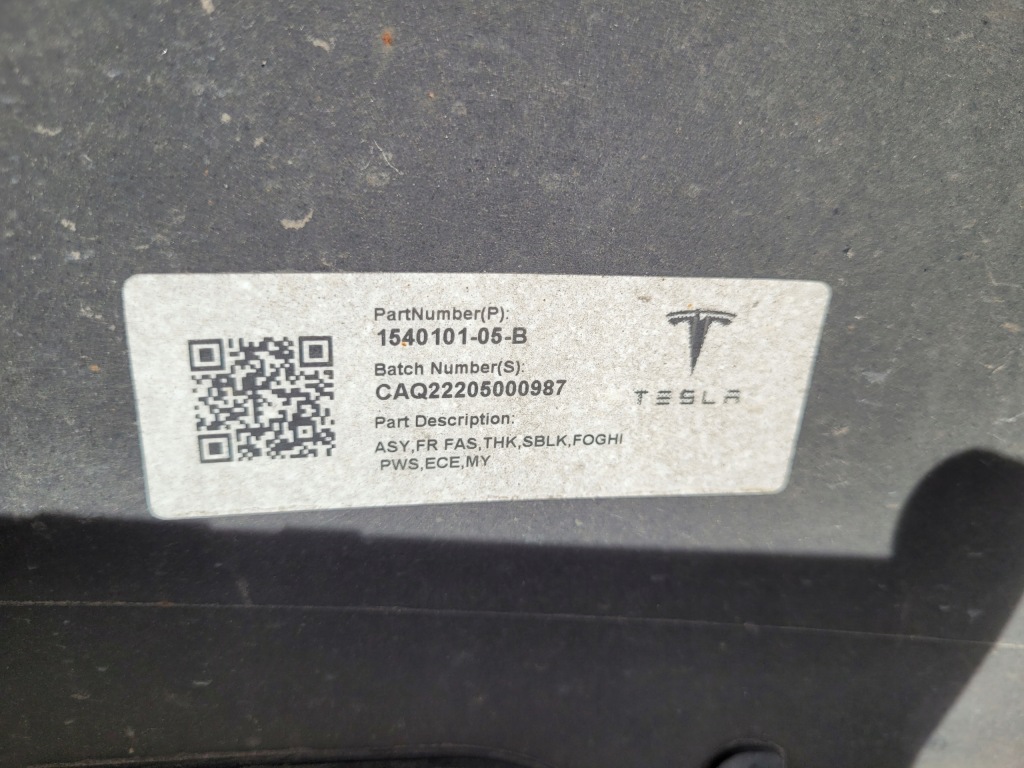 PartNumber(P):
1540101-05-B
Batch Number(S):
CAQ22205000987
Part Description:
ASY,FR FAS,THK,SBLK,FOGHI
PWS,ECE,MY
TESLA